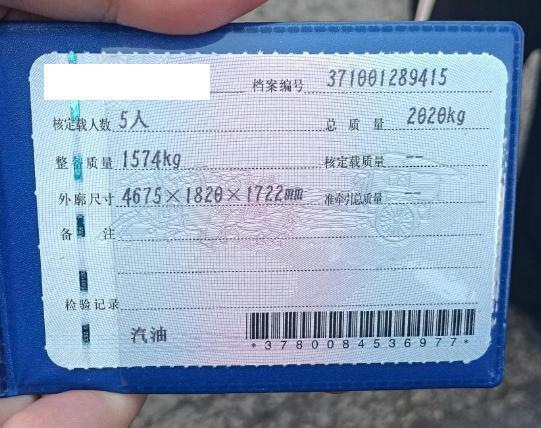 档案编号 371001289415
核定载人数 5人 总质量 2020kg
整备质量 1574kg 核定载质量 --
外廓尺寸 4675×1820×1722mm 准牵引总质量 --
备注
检验记录
汽油
*3780084536977*